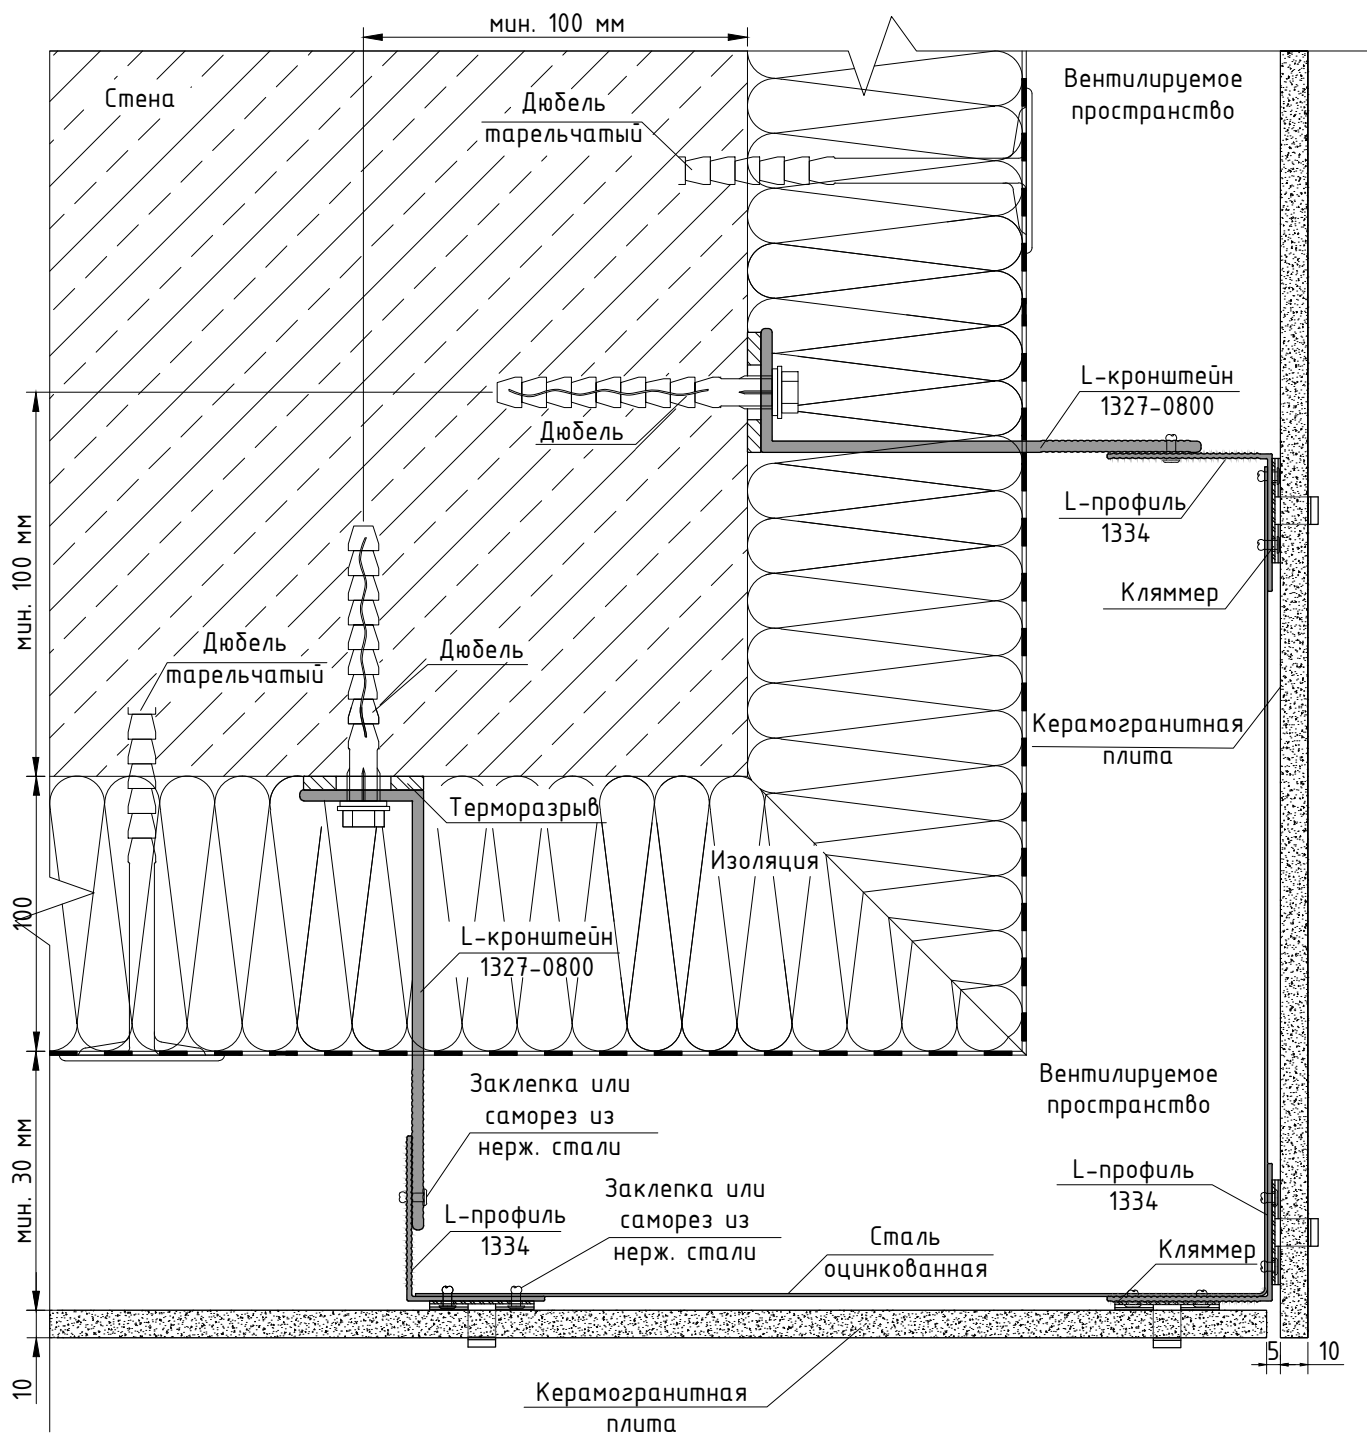 мин. 100 мм
Стена
Дюбель
тарельчатый
Вентилируемое
пространство
L-кронштейн
1327-0800
Дюбель
L-профиль
1334
мин. 100 мм
Кляммер
Дюбель
тарельчатый
Дюбель
Керамогранитная
плита
Терморазрыв
Изоляция
100
L-кронштейн
1327-0800
Заклепка или
саморез из
нерж. стали
Вентилируемое
пространство
мин. 30 мм
L-профиль
1334
Заклепка или
саморез из
нерж. стали
L-профиль
1334
Сталь
оцинкованная
Кляммер
5
10
10
Керамогранитная
плита